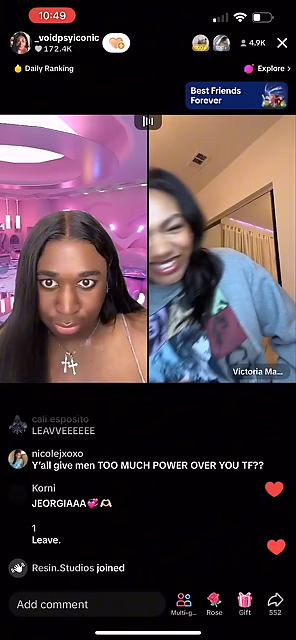 10:49
_voidpsyiconic
172.4K
4.9K
Daily Ranking
Explore
Best Friends
Forever
Victoria Ma...
cali esposito
LEAVVEEEEEE
nicolejxoxo
Y'all give men TOO MUCH POWER OVER YOU TF??
Korni
JEORGIAAA💞🫶🏼
1
Leave.
Resin.Studios joined
Add comment
Multi-g...
Rose
Gift
552